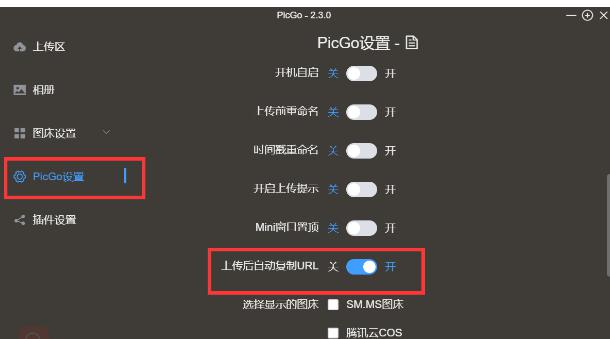 PicGo - 2.3.0
PicGo设置 -
上传区
相册
图床设置
PicGo设置
插件设置
开机自启 关 开
上传前重命名 关 开
时间戳重命名 关 开
开启上传提示 关 开
Mini窗口置顶 关 开
上传后自动复制URL 关 开
选择显示的图床 SM.MS图床
腾讯云COS